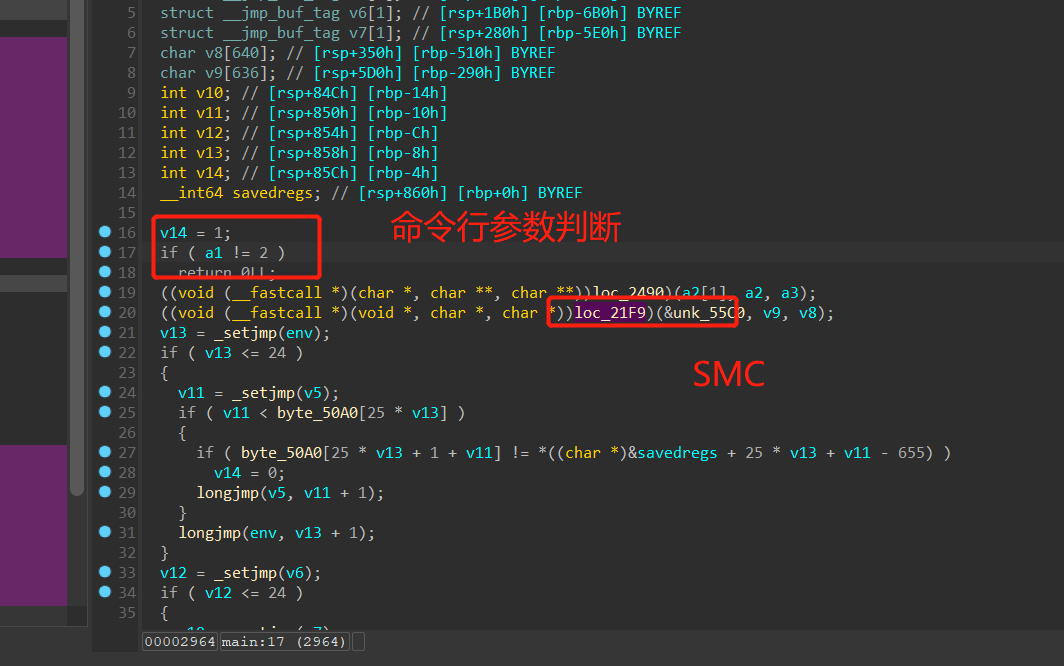 5 struct __jmp_buf_tag v6[1]; // [rsp+1B0h] [rbp-6B0h] BYREF
6 struct __jmp_buf_tag v7[1]; // [rsp+280h] [rbp-5E0h] BYREF
7 char v8[640]; // [rsp+350h] [rbp-510h] BYREF
8 char v9[636]; // [rsp+5D0h] [rbp-290h] BYREF
9 int v10; // [rsp+84Ch] [rbp-14h]
10 int v11; // [rsp+850h] [rbp-10h]
11 int v12; // [rsp+854h] [rbp-Ch]
12 int v13; // [rsp+858h] [rbp-8h]
13 int v14; // [rsp+85Ch] [rbp-4h]
14 __int64 savedregs; // [rsp+860h] [rbp+0h] BYREF
15
命令行参数判断
16 v14 = 1;
17 if ( a1 != 2 )
18 return 0LL;
19 ((void (__fastcall *)(char *, char **, char **))loc_2490)(a2[1], a2, a3);
20 ((void (__fastcall *)(void *, char *, char *))loc_21F9)(&unk_55C0, v9, v8);
21 v13 = _setjmp(env);
22 if ( v13 <= 24 )
SMC
23 {
24 v11 = _setjmp(v5);
25 if ( v11 < byte_50A0[25 * v13] )
26 {
27 if ( byte_50A0[25 * v13 + 1 + v11] != *((char *)&savedregs + 25 * v13 + v11 - 655) )
28 v14 = 0;
29 longjmp(v5, v11 + 1);
30 }
31 longjmp(env, v13 + 1);
32 }
33 v12 = _setjmp(v6);
34 if ( v12 <= 24 )
35 {
00002964 main:17 (2964)